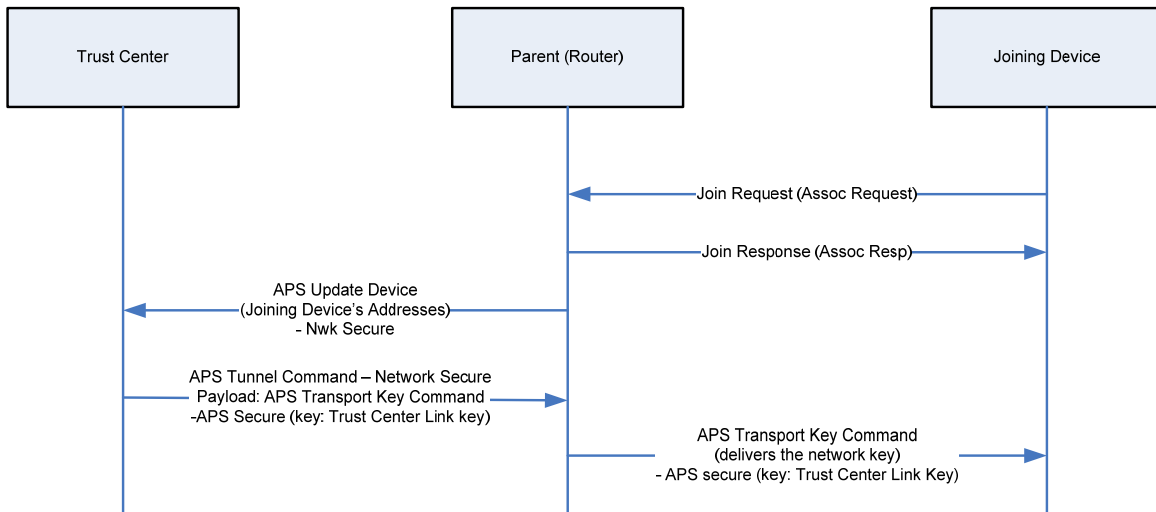 Trust Center
Parent (Router)
Joining Device
Join Request (Assoc Request)
Join Response (Assoc Resp)
APS Update Device
(Joining Device's Addresses)
- Nwk Secure
APS Tunnel Command – Network Secure
Payload: APS Transport Key Command
-APS Secure (key: Trust Center Link key)
APS Transport Key Command
(delivers the network key)
- APS secure (key: Trust Center Link Key)